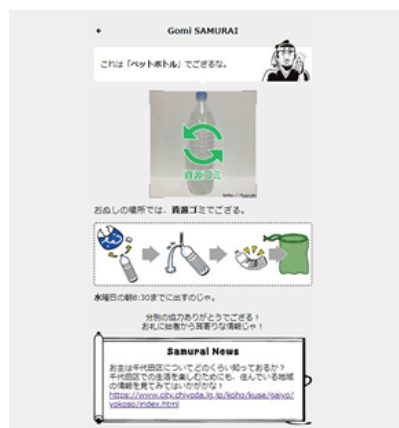 Gomi SAMURAI
これは「ペットボトル」でござるな。
資源ゴミ
おぬしの場所では、資源ゴミでござる。
水曜日の朝8:30までに出すのじゃ。
分別の協力ありがとうでござる！
お礼に拙者から耳寄りな情報じゃ！
Samurai News
お主は千代田区についてどのくらい知っておるか？
千代田区での生活を楽しむためにも、住んでいる地域
の情報を見てみてはいかがかな！
https://www.city.chiyoda.lg.jp/koho/kuse/gaiyo/
yokoso/index.html